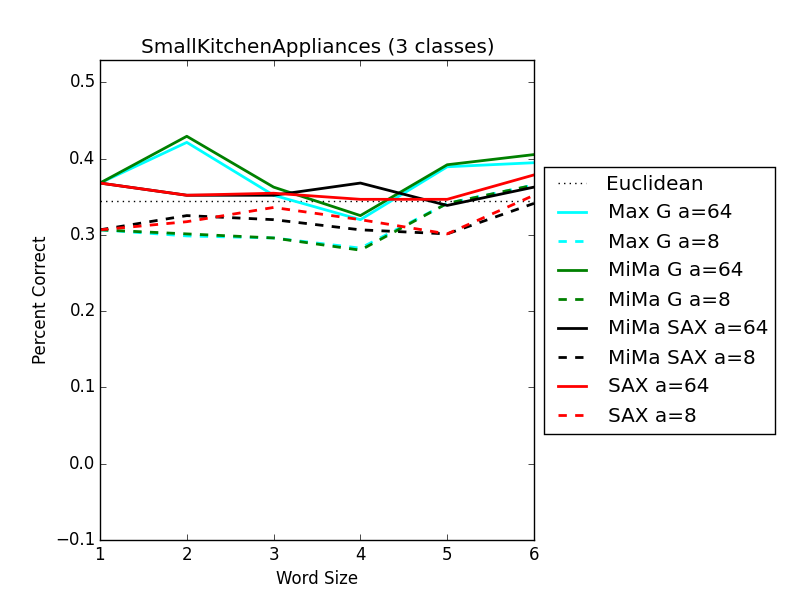 SmallKitchenAppliances (3 classes)
Percent Correct
0.5
0.4
0.3
0.2
0.1
0.0
−0.1
1 2 3 4 5 6
Word Size
Euclidean
Max G a=64
Max G a=8
MiMa G a=64
MiMa G a=8
MiMa SAX a=64
MiMa SAX a=8
SAX a=64
SAX a=8